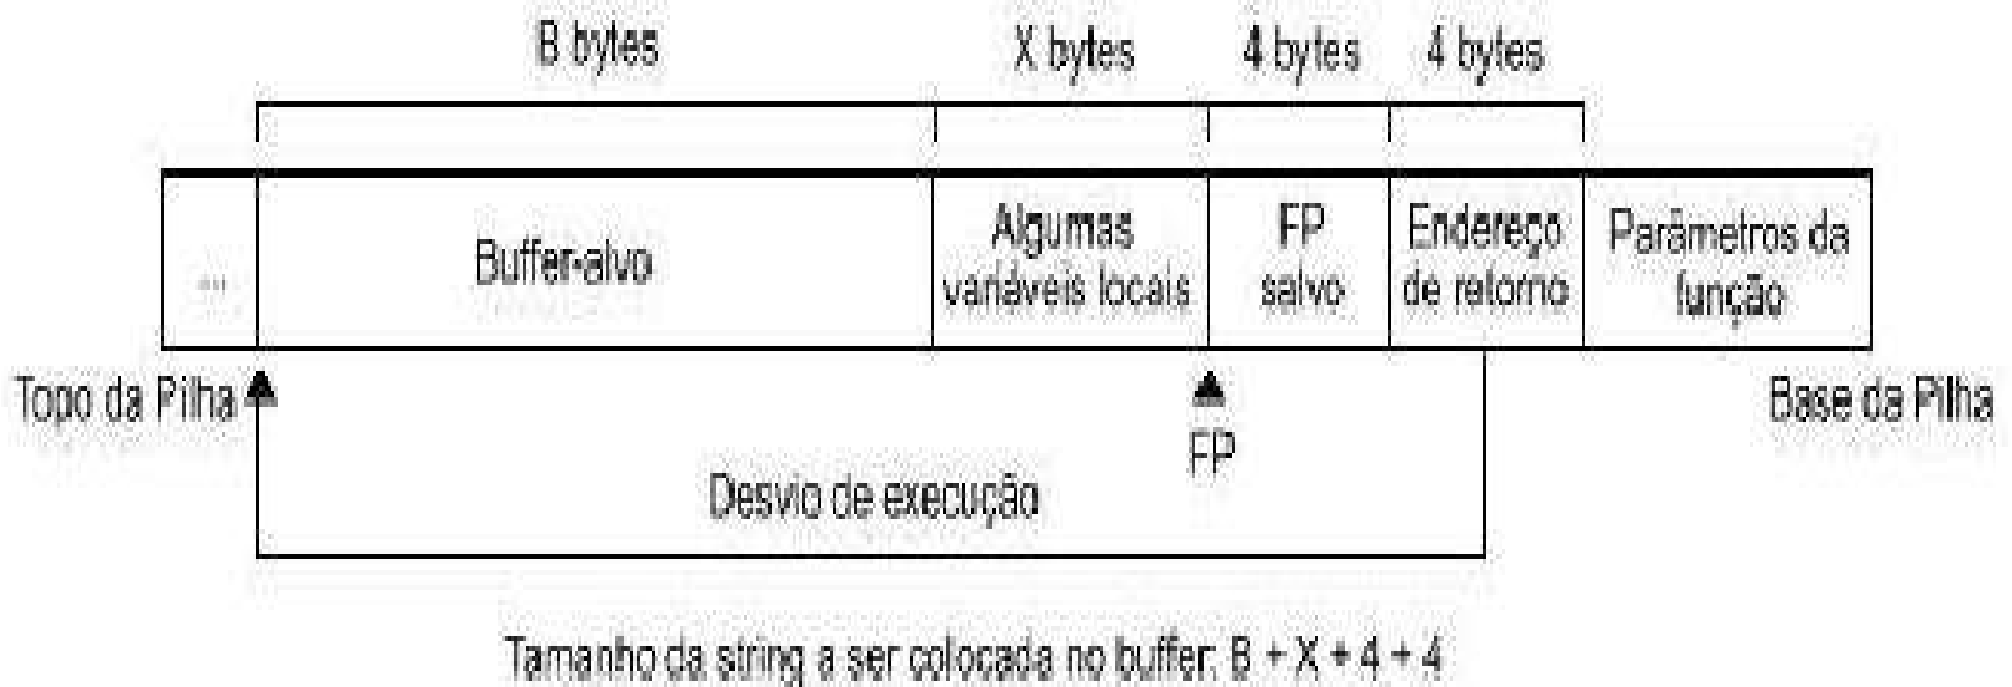 B bytes X bytes 4 bytes 4 bytes
... Buffer-alvo Algumas variáveis locais FP salvo Endereço de retorno Parâmetros da função
Topo da Pilha FP Base da Pilha
Desvio de execução
Tamanho da string a ser colocada no buffer: B + X + 4 + 4